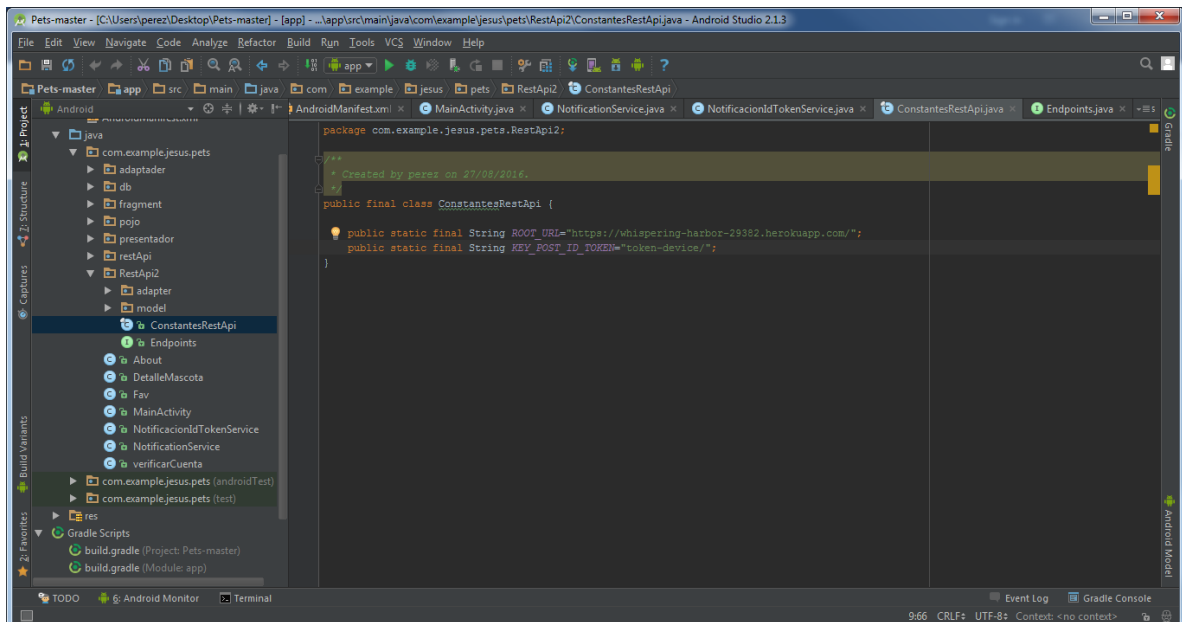 Pets-master - [C:\Users\perez\Desktop\Pets-master] - [app] - ...\app\src\main\java\com\example\jesus\pets\RestApi2\ConstantesRestApi.java - Android Studio 2.1.3
File Edit View Navigate Code Analyze Refactor Build Run Tools VCS Window Help
app
Pets-master app src main java com example jesus pets RestApi2 ConstantesRestApi
Android AndroidManifest.xml MainActivity.java NotificationService.java NotificacionIdTokenService.java ConstantesRestApi.java Endpoints.java
AndroidManifest.xml
java
com.example.jesus.pets
adaptader
db
fragment
pojo
presentador
restApi
RestApi2
adapter
model
ConstantesRestApi
Endpoints
About
DetalleMascota
Fav
MainActivity
NotificacionIdTokenService
NotificationService
verificarCuenta
com.example.jesus.pets (androidTest)
com.example.jesus.pets (test)
res
Gradle Scripts
build.gradle (Project: Pets-master)
build.gradle (Module: app)
package com.example.jesus.pets.RestApi2;
/**
* Created by perez on 27/08/2016.
*/
public final class ConstantesRestApi {
public static final String ROOT_URL="https://whispering-harbor-29382.herokuapp.com/";
public static final String KEY_POST_ID_TOKEN="token-device/";
}
1: Project
7: Structure
Captures
Build Variants
2: Favorites
Gradle
Android Model
TODO 6: Android Monitor Terminal Event Log Gradle Console
9:66 CRLF UTF-8 Context: <no context>